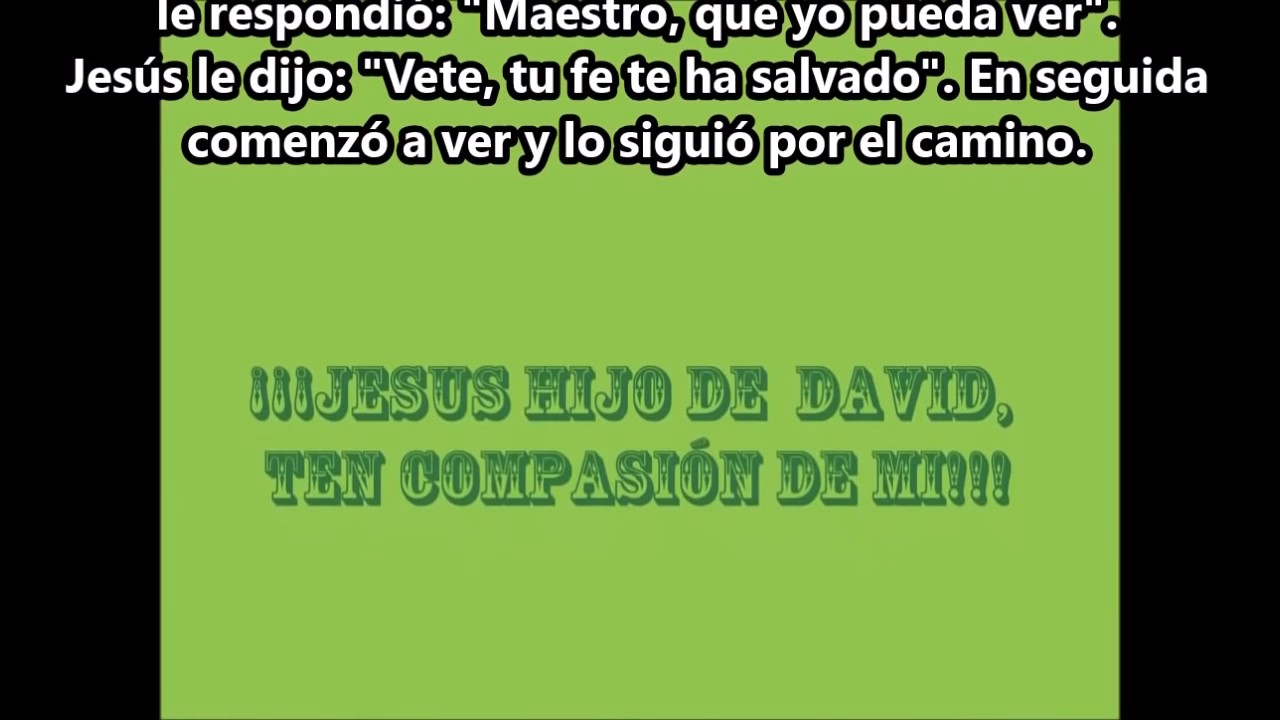 le respondió: "Maestro, que yo pueda ver".
Jesús le dijo: "Vete, tu fe te ha salvado". En seguida
comenzó a ver y lo siguió por el camino.
¡¡¡JESUS HIJO DE DAVID,
TEN COMPASIÓN DE MI!!!